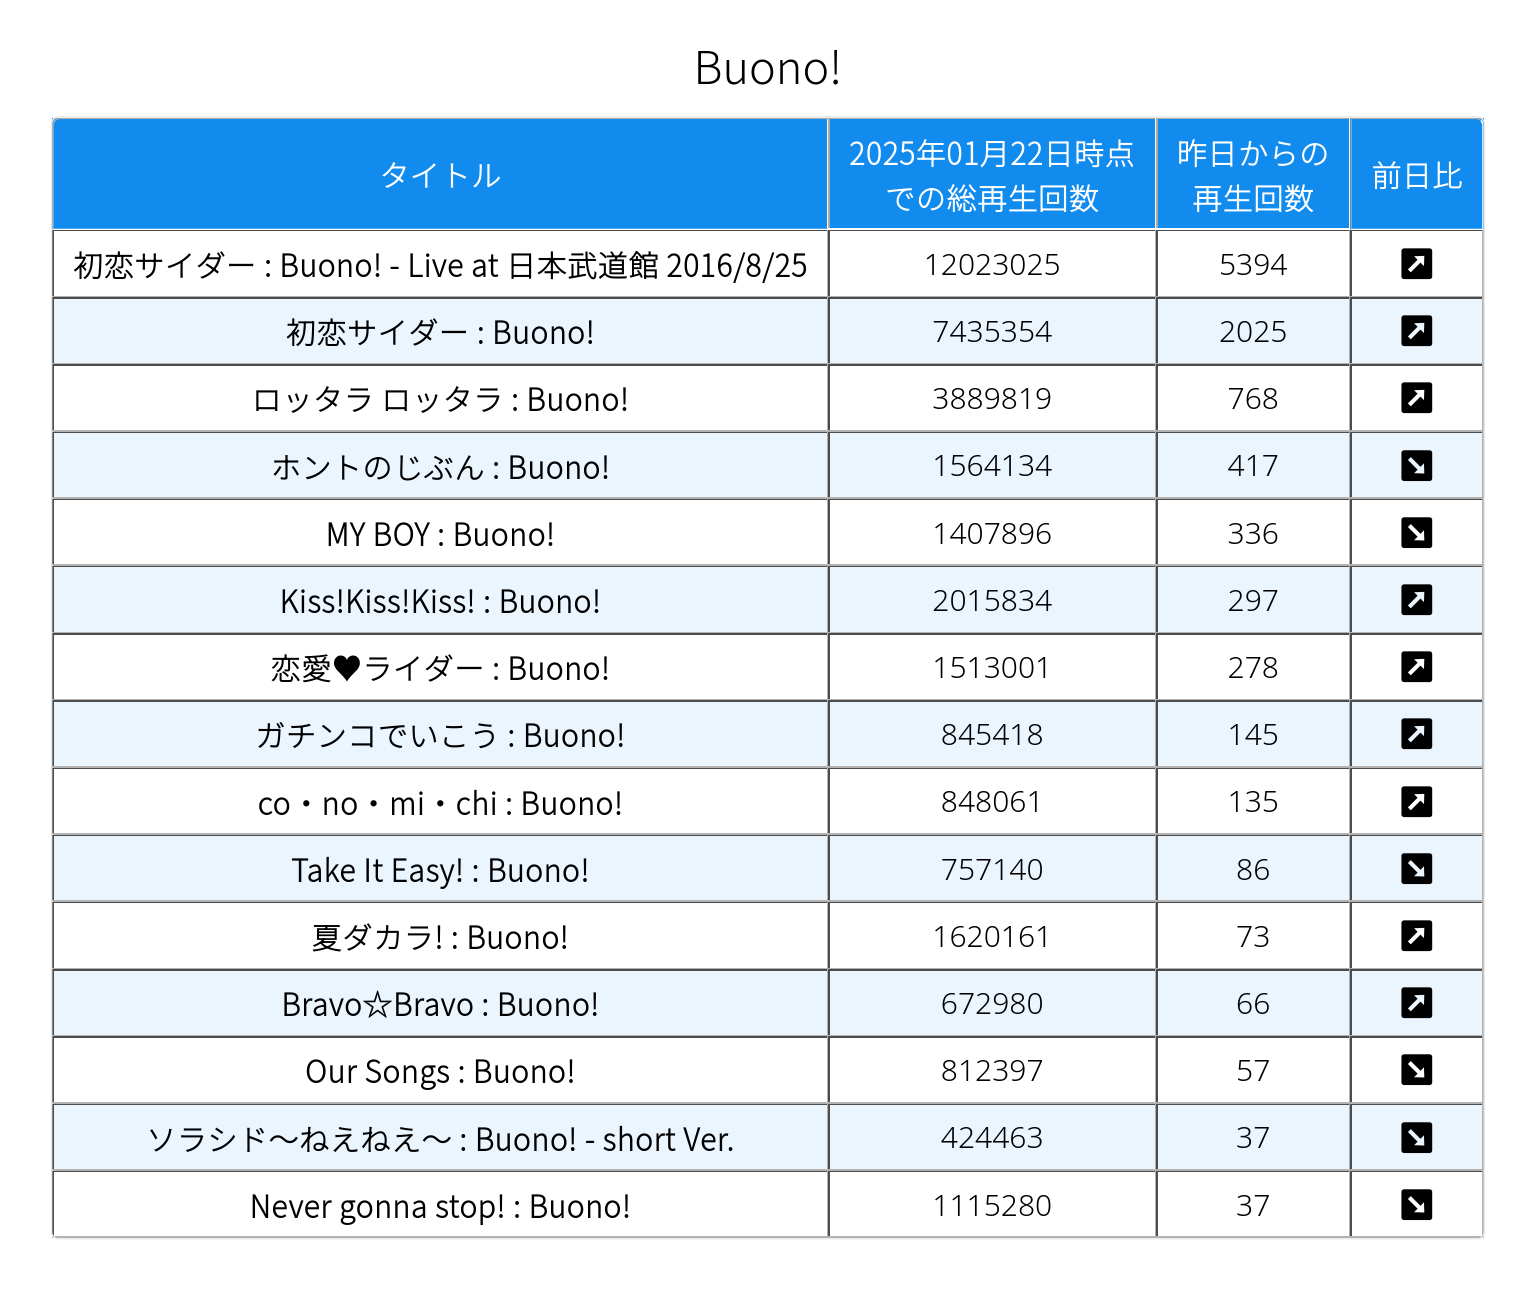 Buono!
タイトル 2025年01月22日時点 昨日からの 前日比
での総再生回数 再生回数
初恋サイダー : Buono! - Live at 日本武道館 2016/8/25 12023025 5394
初恋サイダー : Buono! 7435354 2025
ロッタラ ロッタラ : Buono! 3889819 768
ホントのじぶん : Buono! 1564134 417
MY BOY : Buono! 1407896 336
Kiss!Kiss!Kiss! : Buono! 2015834 297
恋愛♥ライダー : Buono! 1513001 278
ガチンコでいこう : Buono! 845418 145
co・no・mi・chi : Buono! 848061 135
Take It Easy! : Buono! 757140 86
夏ダカラ! : Buono! 1620161 73
Bravo☆Bravo : Buono! 672980 66
Our Songs : Buono! 812397 57
ソラシド〜ねえねえ〜 : Buono! - short Ver. 424463 37
Never gonna stop! : Buono! 1115280 37